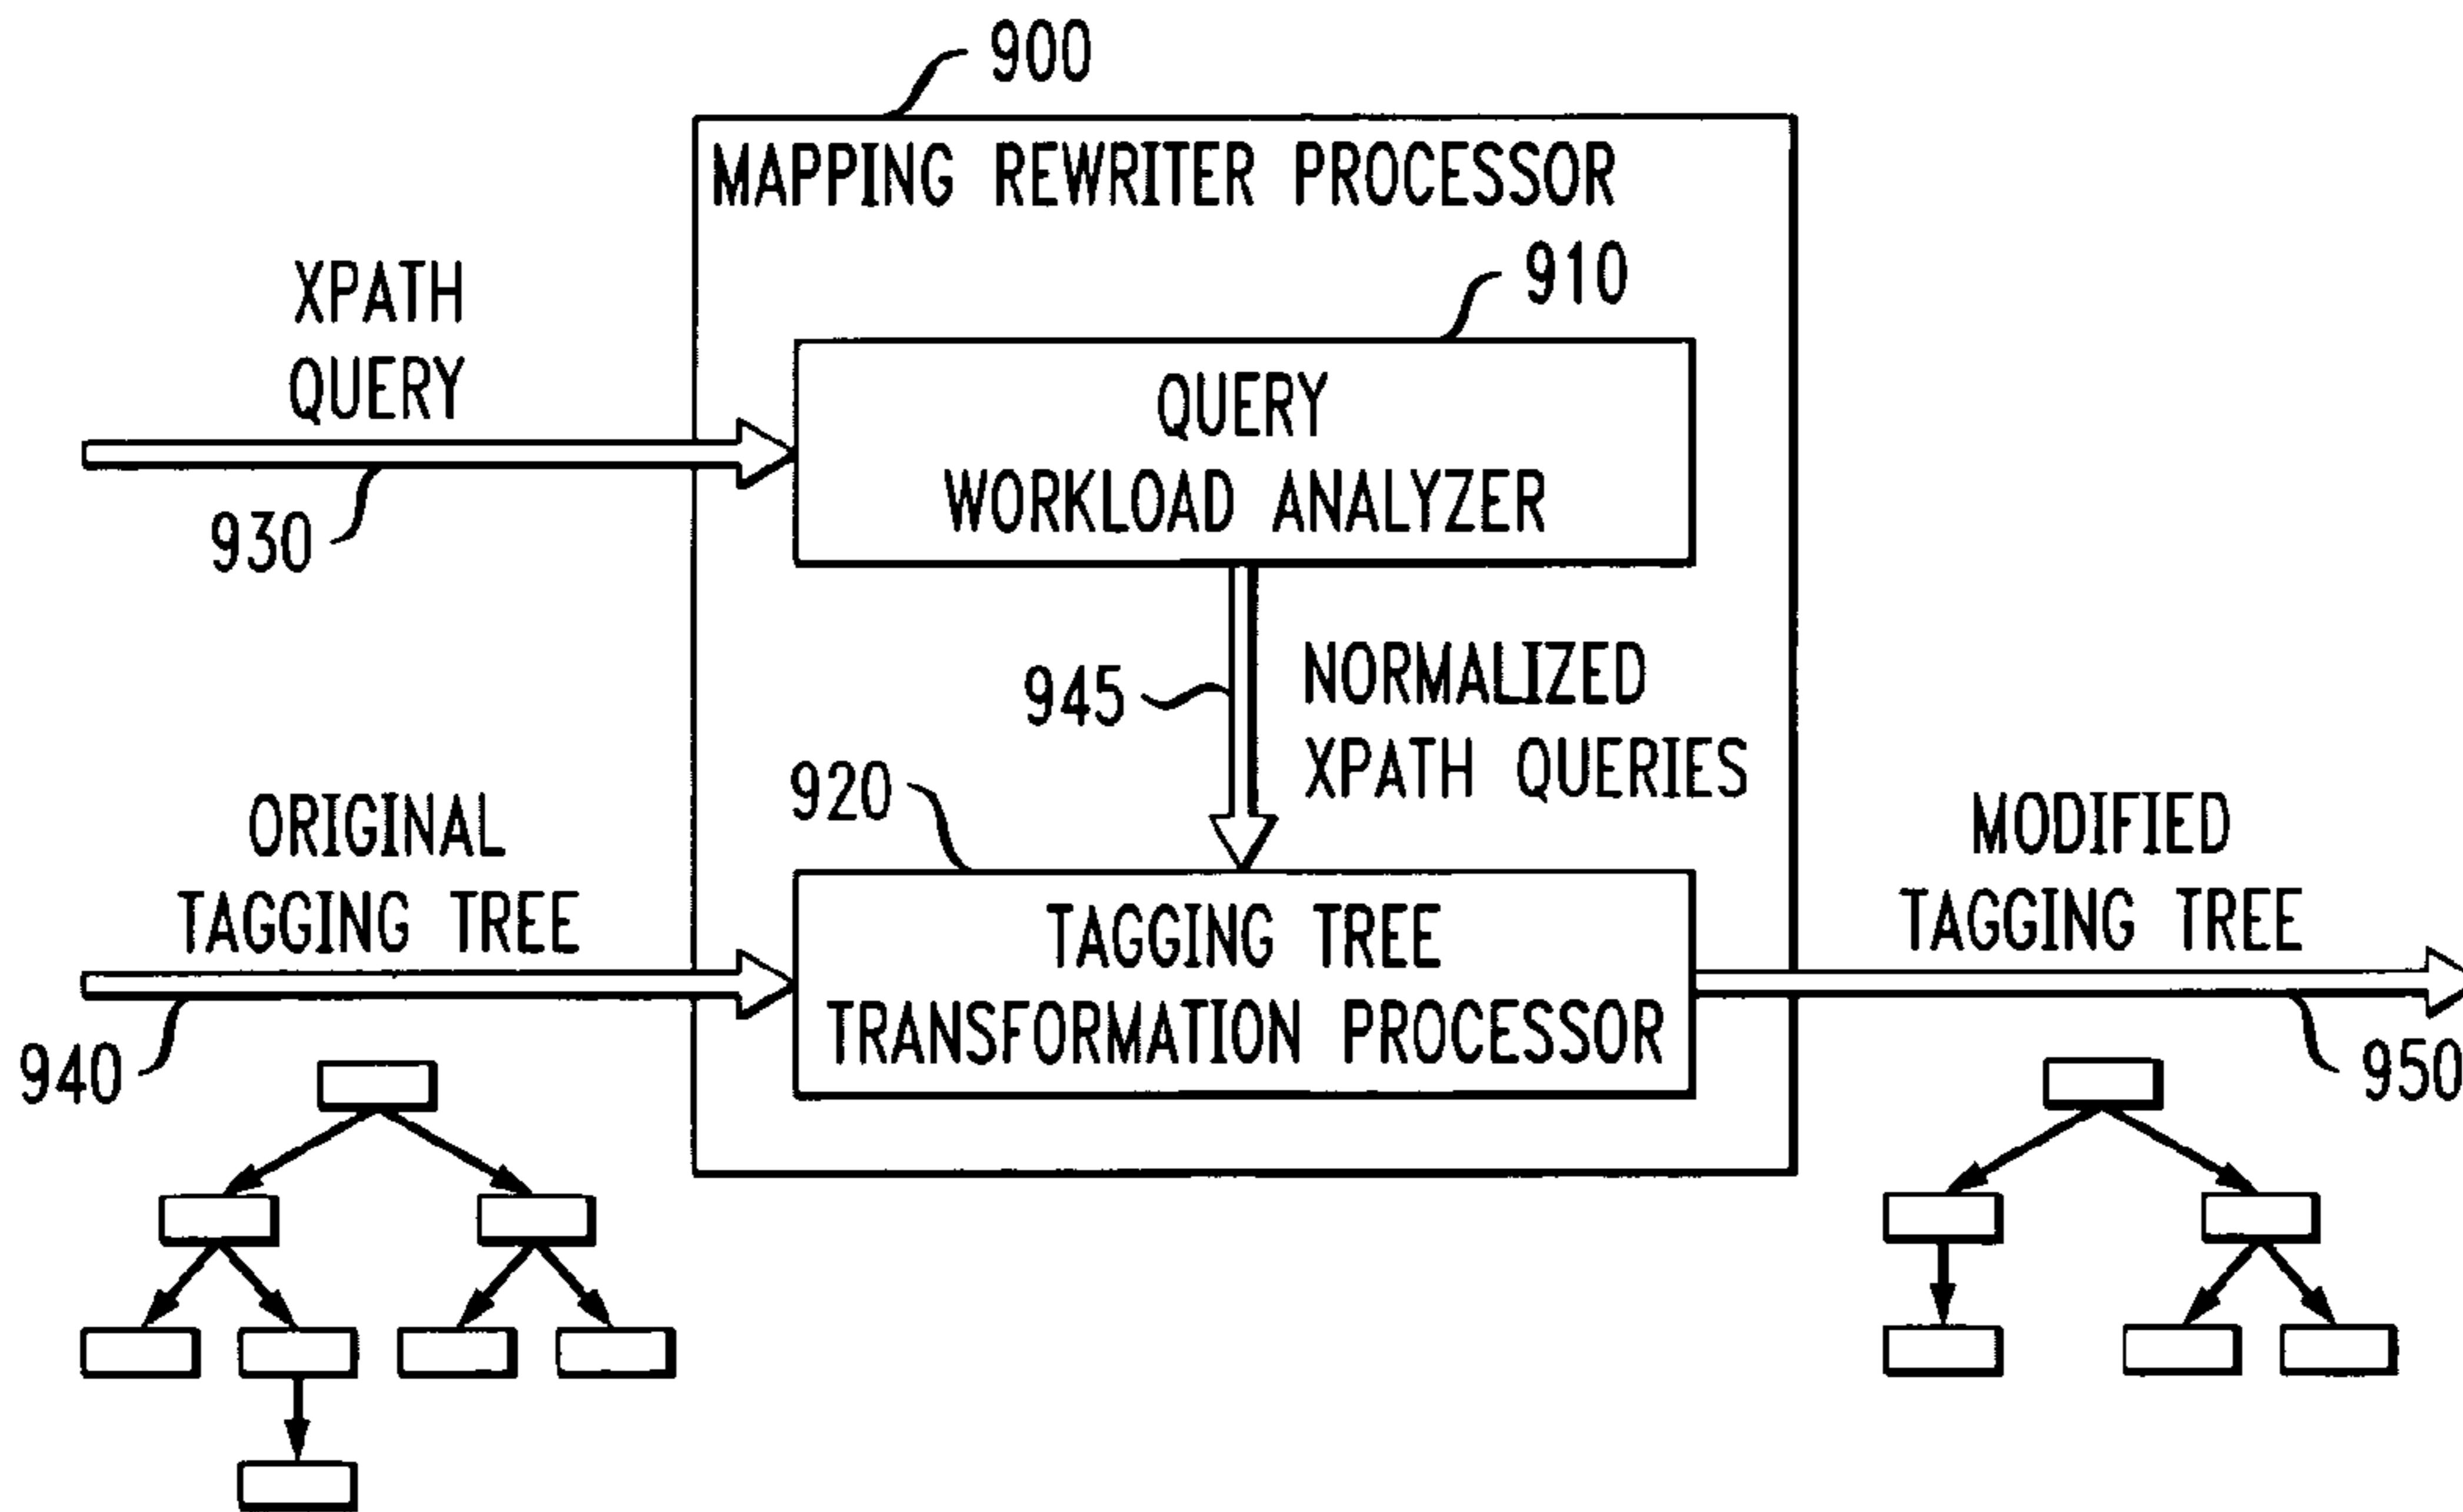 900
MAPPING REWRITER PROCESSOR
910
XPATH
QUERY
930
QUERY
WORKLOAD ANALYZER
945
NORMALIZED
XPATH QUERIES
920
ORIGINAL
TAGGING TREE
940
TAGGING TREE
TRANSFORMATION PROCESSOR
MODIFIED
TAGGING TREE
950